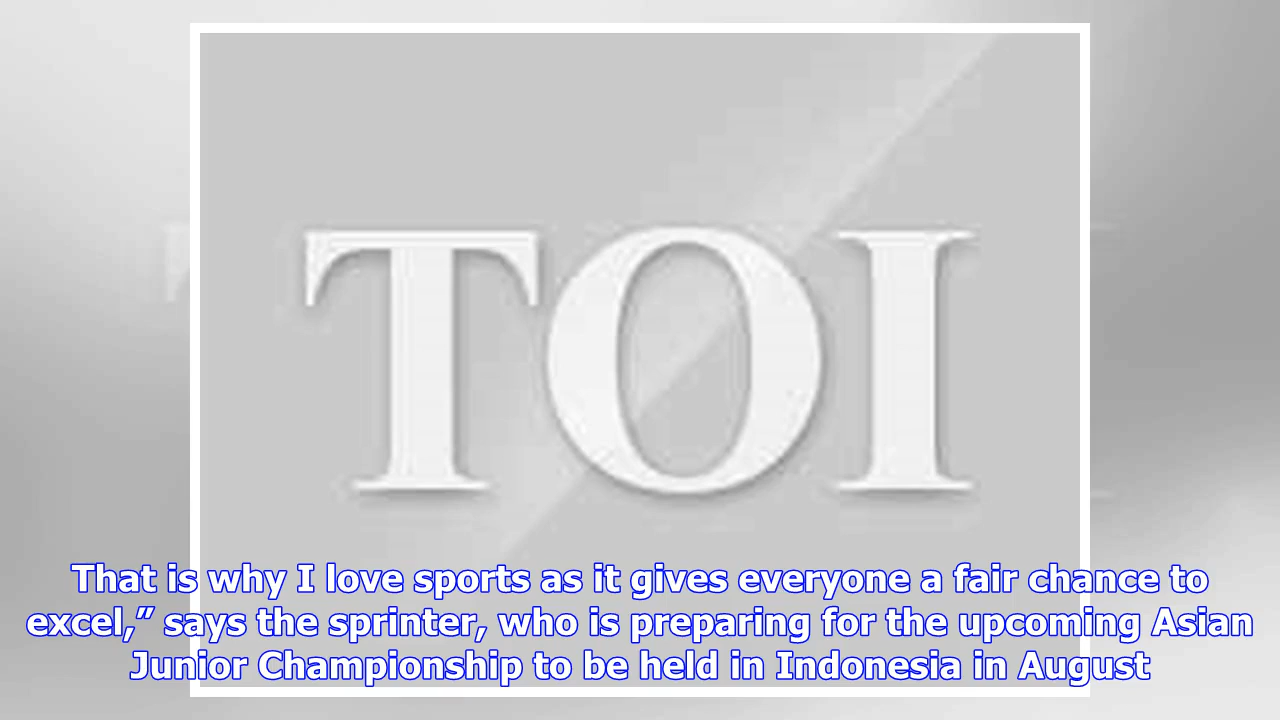 TOI
That is why I love sports as it gives everyone a fair chance to
excel,” says the sprinter, who is preparing for the upcoming Asian
Junior Championship to be held in Indonesia in August